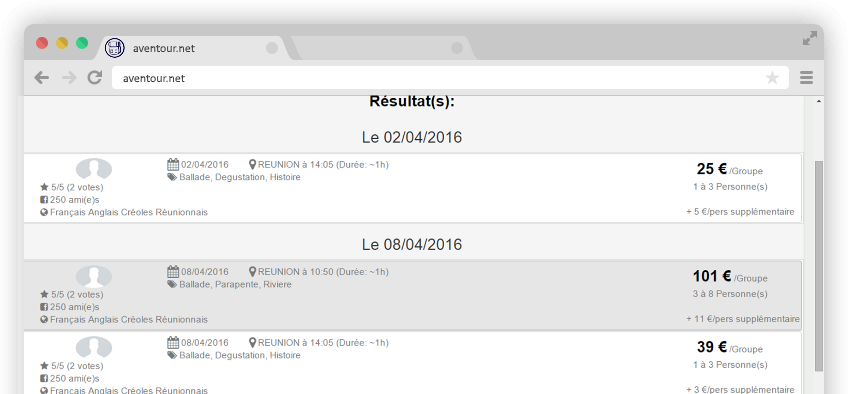 aventour.net
aventour.net
Résultat(s):
Le 02/04/2016
02/04/2016 REUNION à 14:05 (Durée: ~1h)
Ballade, Degustation, Histoire
5/5 (2 votes)
250 ami(e)s
Français Anglais Créoles Réunionnais
25 € /Groupe
1 à 3 Personne(s)
+ 5 €/pers supplémentaire
Le 08/04/2016
08/04/2016 REUNION à 10:50 (Durée: ~1h)
Ballade, Parapente, Riviere
5/5 (2 votes)
250 ami(e)s
Français Anglais Créoles Réunionnais
101 € /Groupe
3 à 8 Personne(s)
+ 11 €/pers supplémentaire
08/04/2016 REUNION à 14:05 (Durée: ~1h)
Ballade, Degustation, Histoire
5/5 (2 votes)
250 ami(e)s
Français Anglais Créoles Réunionnais
39 € /Groupe
1 à 3 Personne(s)
+ 3 €/pers supplémentaire